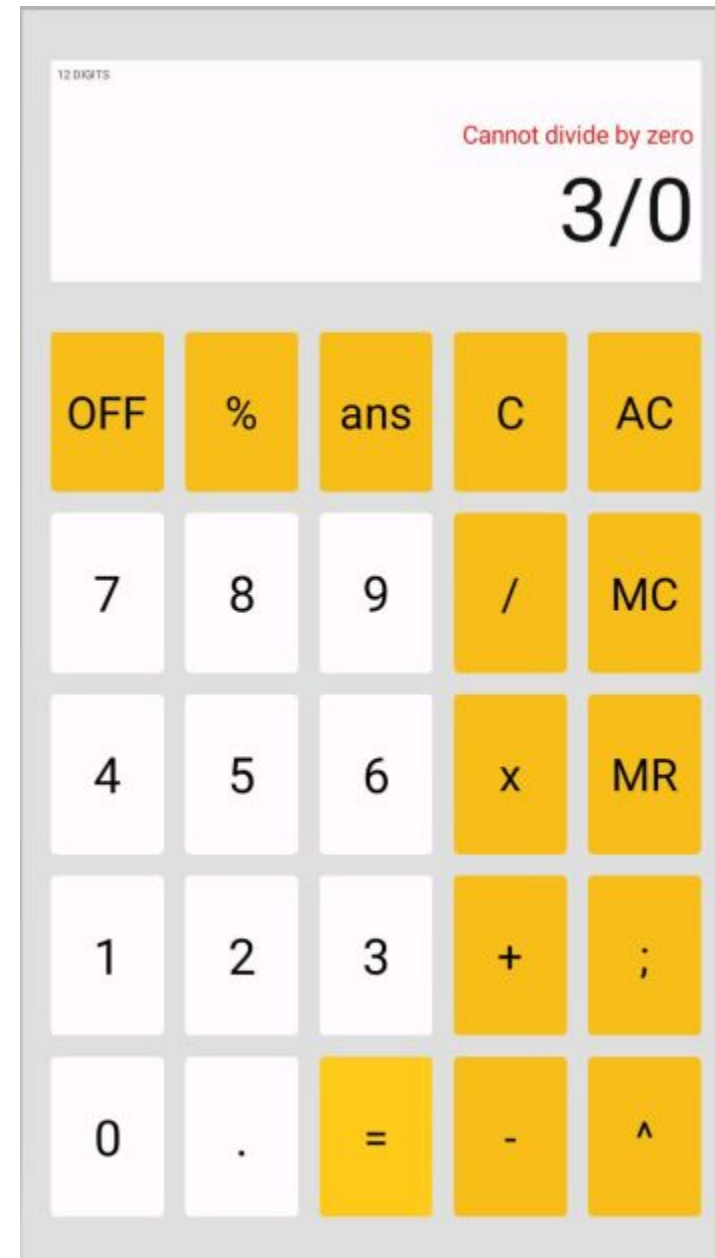 12 DIGITS
Cannot divide by zero
3/0
OFF % ans C AC
7 8 9 / MC
4 5 6 x MR
1 2 3 + ;
0 . = - ^